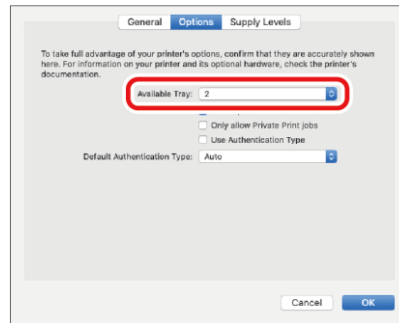 General Options Supply Levels
To take full advantage of your printer's options, confirm that they are accurately shown
here. For information on your printer and its optional hardware, check the printer's
documentation.
Available Tray: 2
Only allow Private Print jobs
Use Authentication Type
Default Authentication Type: Auto
Cancel OK